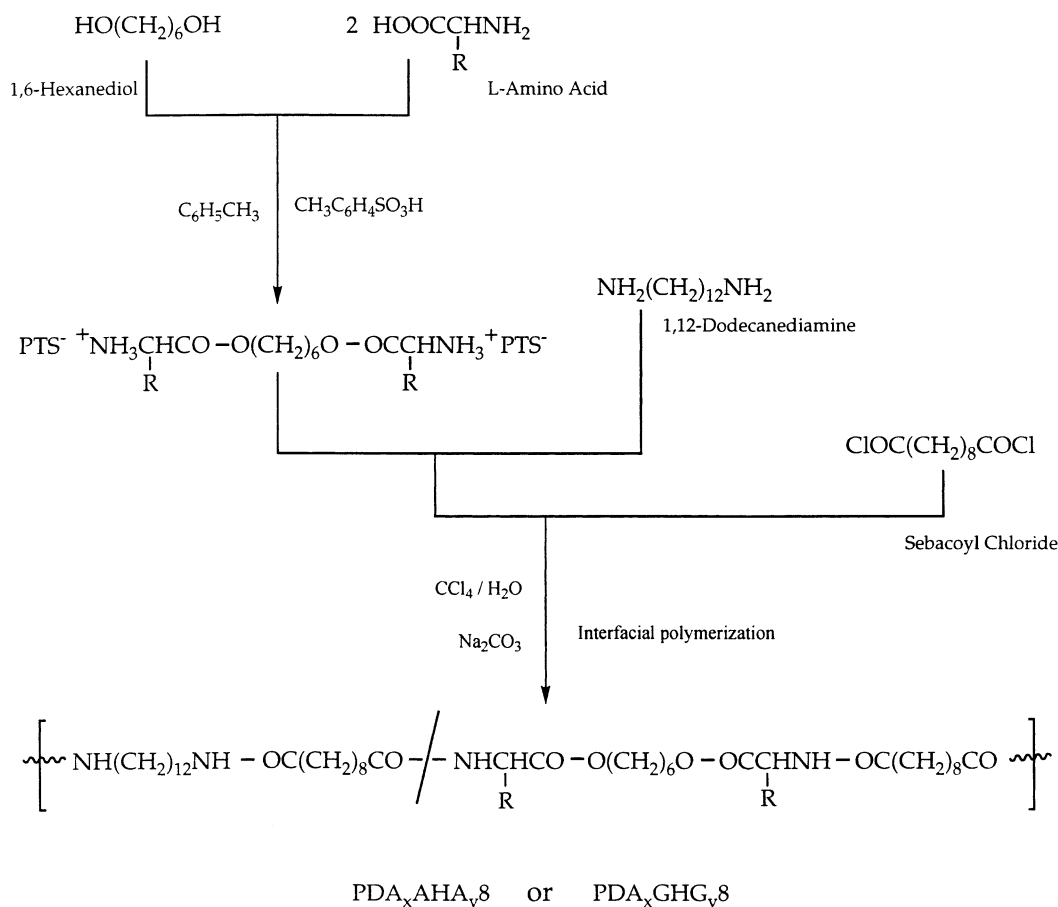 HO(CH₂)₆OH
2 HOOCCHNH₂
R
1,6-Hexanediol
L-Amino Acid
C₆H₅CH₃
CH₃C₆H₄SO₃H
NH₂(CH₂)₁₂NH₂
1,12-Dodecanediamine
PTS⁻ ⁺NH₃CHCO – O(CH₂)₆O – OCCHNH₃⁺PTS⁻
R R
ClOC(CH₂)₈COCl
Sebacoyl Chloride
CCl₄ / H₂O
Na₂CO₃
Interfacial polymerization
NH(CH₂)₁₂NH – OC(CH₂)₈CO – / – NHCHCO – O(CH₂)₆O – OCCHNH – OC(CH₂)₈CO
R R
PDAₓAHAᵧ8 or PDAₓGHGᵧ8